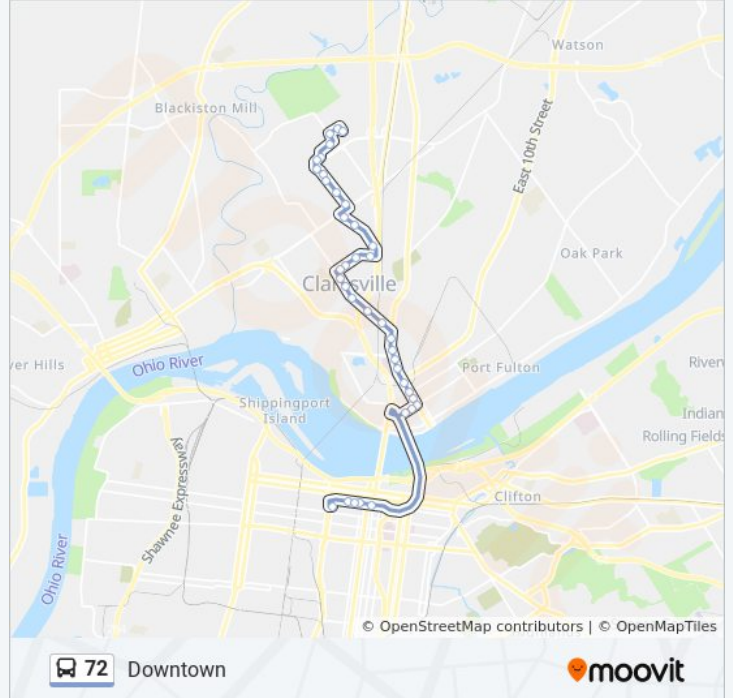 Watson
Blackiston Mill
East 10th Street
Oak Park
Clarksville
ver Hills
Ohio River
Port Fulton
River
Shippingport
Island
Indian
Rolling Fields
Shawnee Expressway
Clifton
Ohio River
© OpenStreetMap contributors | © OpenMapTiles
72 Downtown
moovit